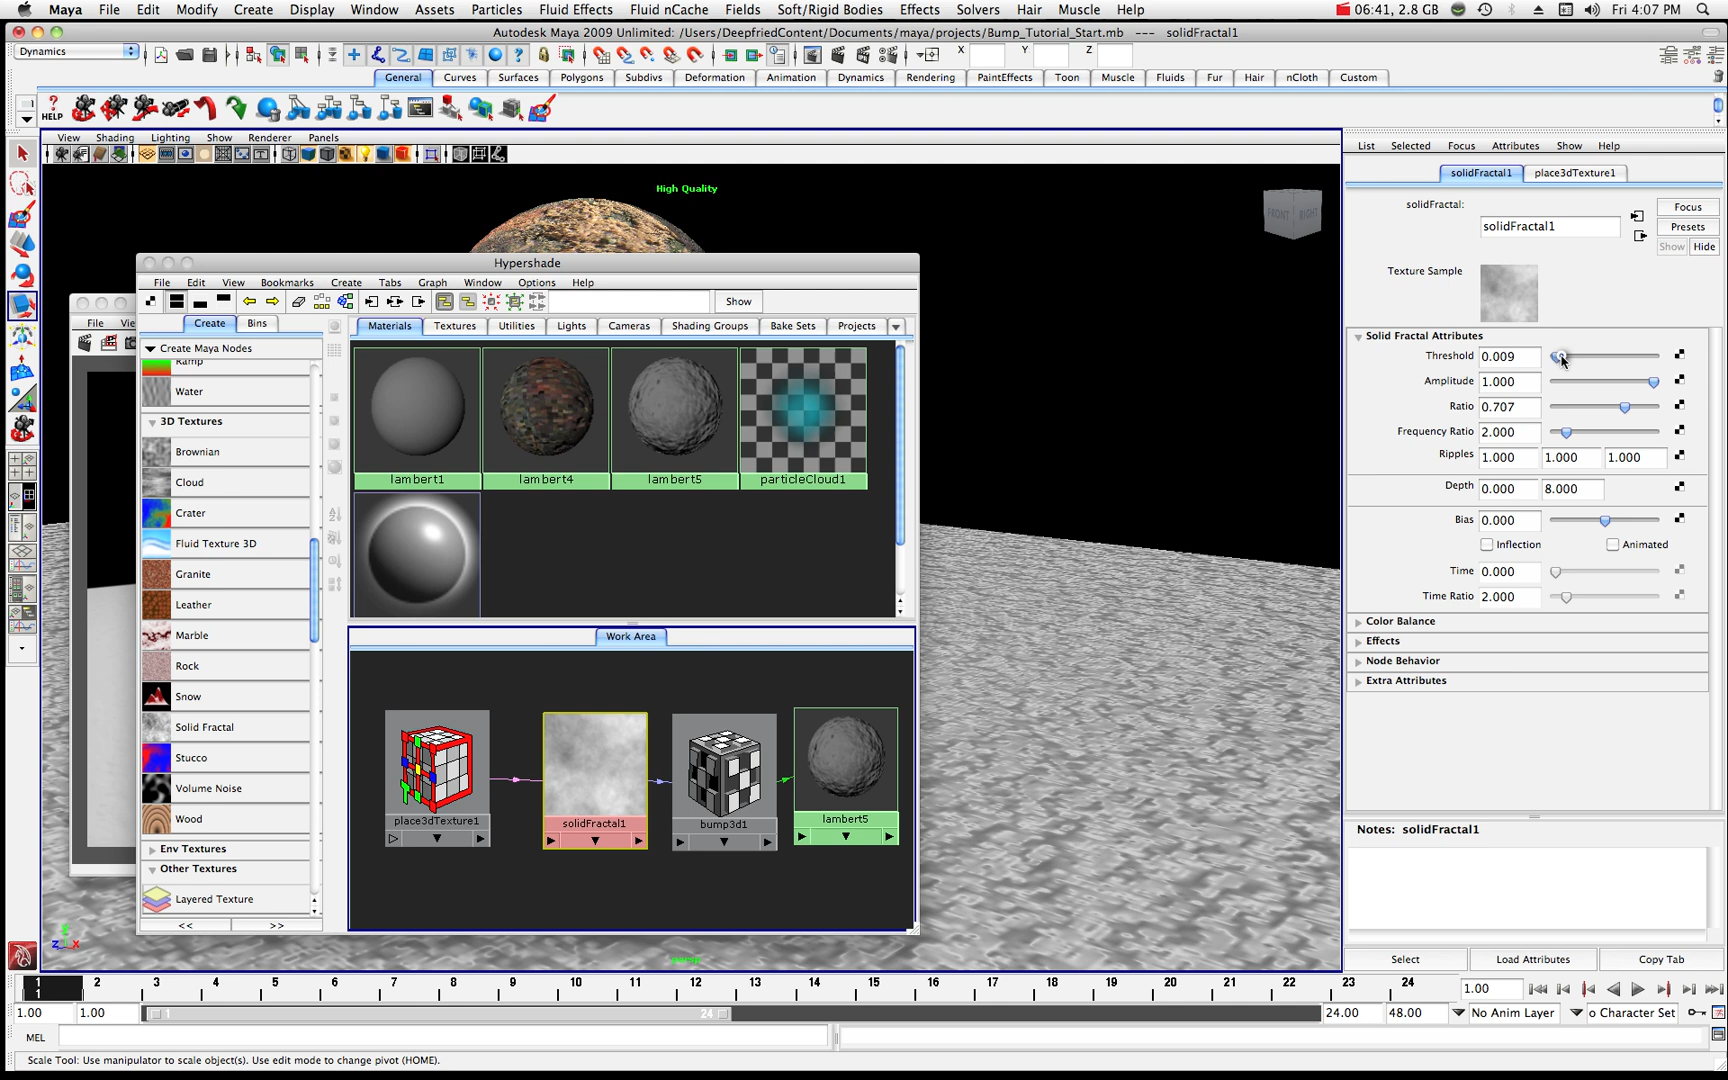 Maya File Edit Modify Create Display Window Assets Particles Fluid Effects Fluid nCache Fields Soft/Rigid Bodies Effects Solvers Hair Muscle Help 06:41, 2.8 GB Fri 4:07 PM
Autodesk Maya 2009 Unlimited: /Users/DeepfriedContent/Documents/maya/projects/Bump_Tutorial_Start.mb --- solidFractal1
Dynamics X Y Z
General Curves Surfaces Subdivs Polygons Deformation Animation Dynamics Rendering PaintEffects Toon Muscle Fluids Fur Hair nCloth Custom
HELP
View Shading Lighting Show Renderer Panels
List Selected Focus Attributes Show Help
High Quality
FRONT RIGHT
solidFractal1 place3dTexture1
solidFractal: solidFractal1 Focus
Presets
Show Hide
Texture Sample
Hypershade
File Edit View Bookmarks Create Tabs Graph Window Options Help
Show
File Vie
Create Bins
Materials Textures Utilities Lights Cameras Shading Groups Bake Sets Projects
Create Maya Nodes
Ramp
Water
3D Textures
Brownian
Cloud
Crater
Fluid Texture 3D
Granite
Leather
Marble
Rock
Snow
Solid Fractal
Stucco
Volume Noise
Wood
Env Textures
Other Textures
Layered Texture
<< >>
lambert1 lambert4 lambert5 particleCloud1
Work Area
place3dTexture1 solidFractal1 bump3d1 lambert5
Solid Fractal Attributes
Threshold 0.009
Amplitude 1.000
Ratio 0.707
Frequency Ratio 2.000
Ripples 1.000 1.000 1.000
Depth 0.000 8.000
Bias 0.000
Inflection Animated
Time 0.000
Time Ratio 2.000
Color Balance
Effects
Node Behavior
Extra Attributes
Notes: solidFractal1
Select Load Attributes Copy Tab
z x
persp
1 2 3 4 5 6 7 8 9 10 11 12 13 14 15 16 17 18 19 20 21 22 23 24
1 1.00
1.00 1.00 1 24 24.00 48.00 No Anim Layer o Character Set
MEL
Scale Tool: Use manipulator to scale object(s). Use edit mode to change pivot (HOME).